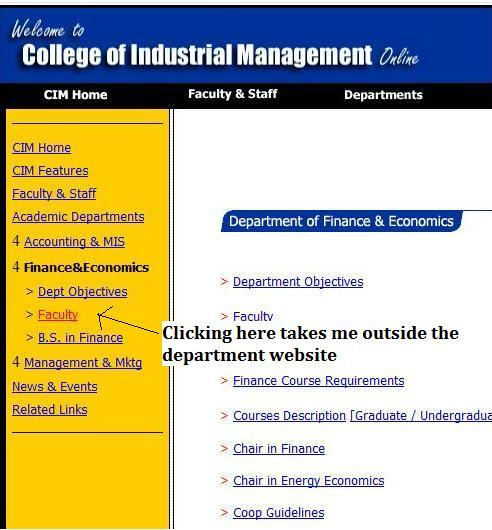 Welcome to
College of Industrial Management Online
CIM Home Faculty & Staff Departments
CIM Home
CIM Features
Faculty & Staff
Academic Departments
4 Accounting & MIS
4 Finance&Economics
> Dept Objectives
> Faculty
> B.S. in Finance
4 Management & Mktg
News & Events
Related Links
Department of Finance & Economics
> Department Objectives
> Faculty
Clicking here takes me outside the
department website
> Finance Course Requirements
> Courses Description [Graduate / Undergradua
> Chair in Finance
> Chair in Energy Economics
> Coop Guidelines